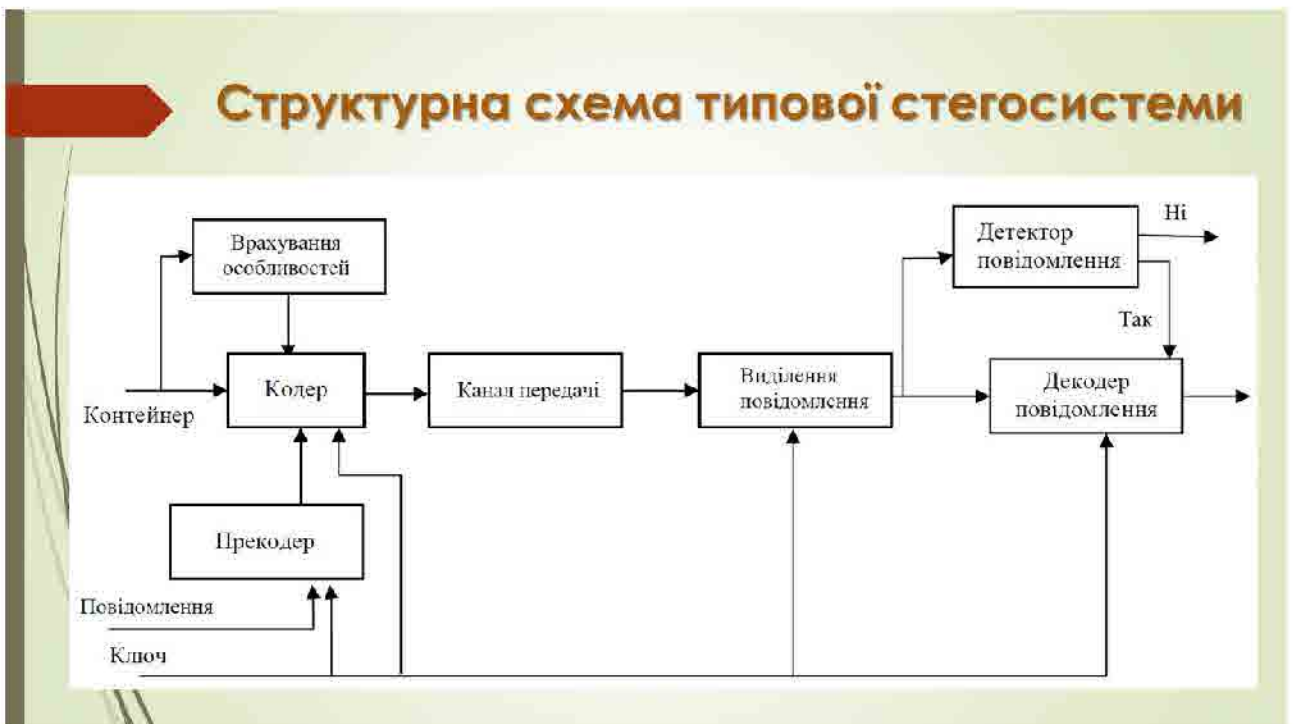 Структурна схема типової стегосистеми
Врахування
особливостей
Детектор
повідомлення
Ні
Так
Контейнер
Кодер
Канал передачі
Виділення
повідомлення
Декодер
повідомлення
Прекодер
Повідомлення
Ключ